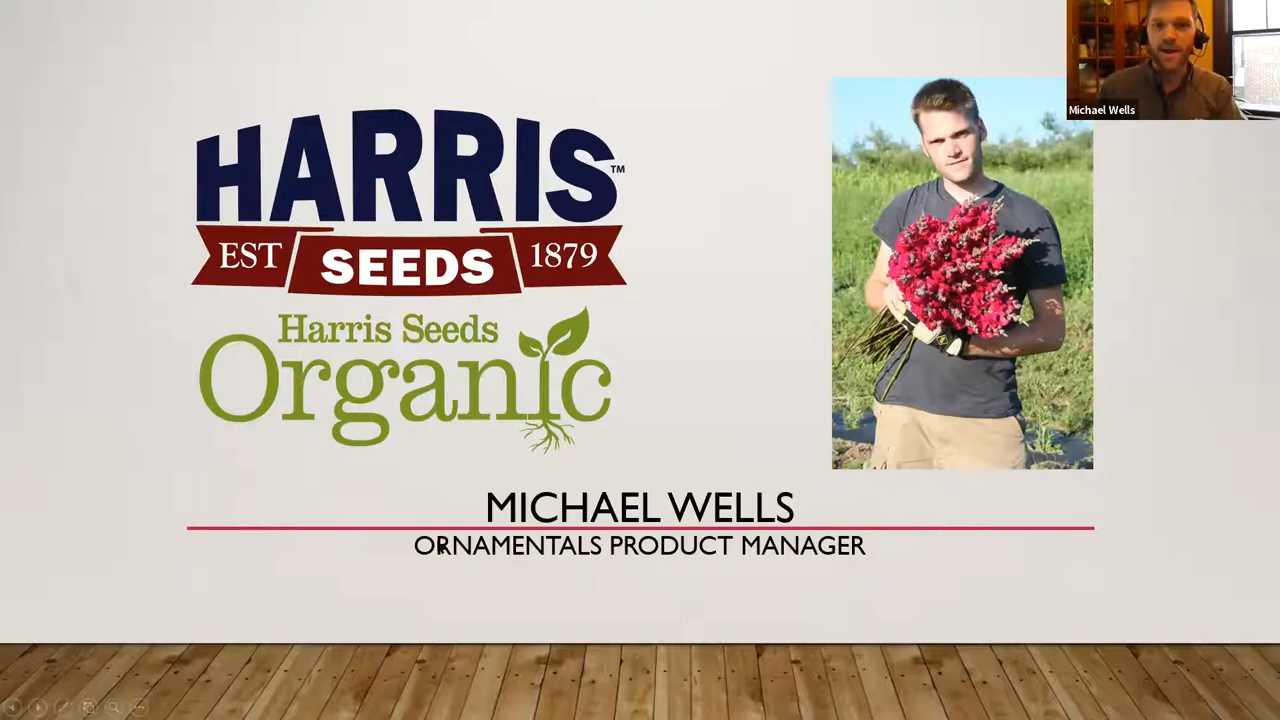 HARRIS™
EST SEEDS 1879
Harris Seeds
Organic
Michael Wells
MICHAEL WELLS
ORNAMENTALS PRODUCT MANAGER